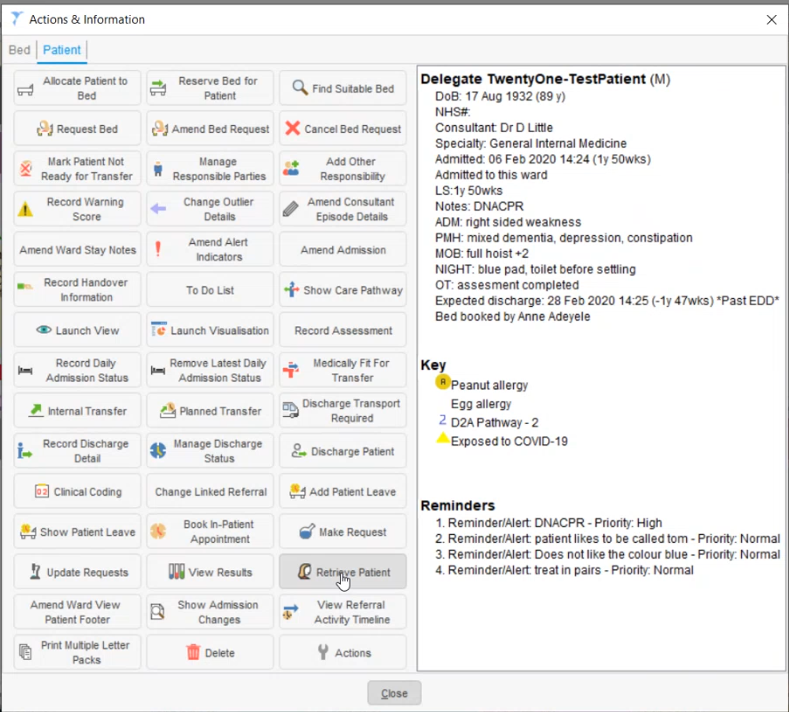 Actions & Information
Bed
Patient
Allocate Patient to
Bed
Reserve Bed for
Patient
Find Suitable Bed
Request Bed
Amend Bed Request
Cancel Bed Request
Mark Patient Not
Ready for Transfer
Manage
Responsible Parties
Add Other
Responsibility
Record Warning
Score
Change Outlier
Details
Amend Consultant
Episode Details
Amend Ward Stay Notes
Amend Alert
Indicators
Amend Admission
Record Handover
Information
To Do List
Show Care Pathway
Launch View
Launch Visualisation
Record Assessment
Record Daily
Admission Status
Remove Latest Daily
Admission Status
Medically Fit For
Transfer
Internal Transfer
Planned Transfer
Discharge Transport
Required
Record Discharge
Detail
Manage Discharge
Status
Discharge Patient
Clinical Coding
Change Linked Referral
Add Patient Leave
Show Patient Leave
Book In-Patient
Appointment
Make Request
Update Requests
View Results
Retrieve Patient
Amend Ward View
Patient Footer
Show Admission
Changes
View Referral
Activity Timeline
Print Multiple Letter
Packs
Delete
Actions
Delegate TwentyOne-TestPatient (M)
DoB: 17 Aug 1932 (89 y)
NHS#:
Consultant: Dr D Little
Specialty: General Internal Medicine
Admitted: 06 Feb 2020 14:24 (1y 50wks)
Admitted to this ward
LS:1y 50wks
Notes: DNACPR
ADM: right sided weakness
PMH: mixed dementia, depression, constipation
MOB: full hoist +2
NIGHT: blue pad, toilet before settling
OT: assesment completed
Expected discharge: 28 Feb 2020 14:25 (-1y 47wks) *Past EDD*
Bed booked by Anne Adeyele
Key
R Peanut allergy
Egg allergy
2 D2A Pathway - 2
Exposed to COVID-19
Reminders
1. Reminder/Alert: DNACPR - Priority: High
2. Reminder/Alert: patient likes to be called tom - Priority: Normal
3. Reminder/Alert: Does not like the colour blue - Priority: Normal
4. Reminder/Alert: treat in pairs - Priority: Normal
Close